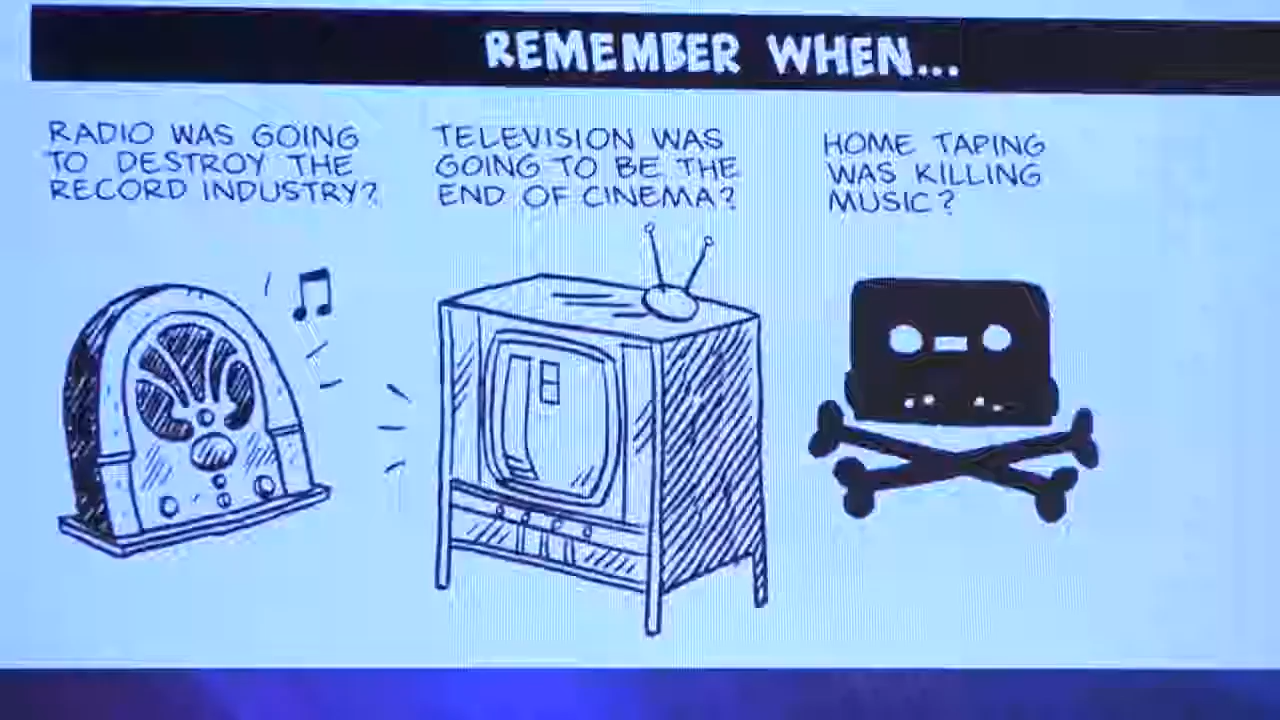 REMEMBER WHEN...
RADIO WAS GOING
TO DESTROY THE
RECORD INDUSTRY?
TELEVISION WAS
GOING TO BE THE
END OF CINEMA?
HOME TAPING
WAS KILLING
MUSIC?